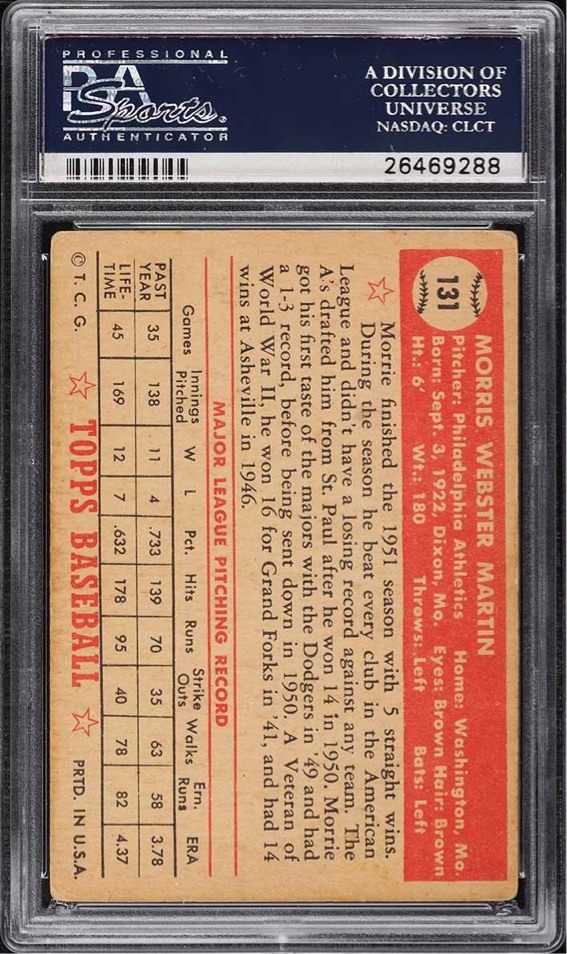 PROFESSIONAL
PSA
Sports
AUTHENTICATOR
A DIVISION OF
COLLECTORS
UNIVERSE
NASDAQ: CLCT
26469288
131
MORRIS WEBSTER MARTIN
Pitcher: Philadelphia Athletics Home: Washington, Mo.
Born: Sept. 3, 1922, Dixon, Mo. Eyes: Brown Hair: Brown
Ht.: 6' Wt.: 180 Throws: Left Bats: Left
Morrie finished the 1951 season with 5 straight wins.
During the season he beat every club in the American
League and didn't have a losing record against any team. The
A's drafted him from St. Paul after he won 14 in 1950. Morrie
got his first taste of the majors with the Dodgers in '49 and had
a 1-3 record, before being sent down in 1950. A Veteran of
World War II, he won 16 for Grand Forks in '41, and had 14
wins at Asheville in 1946.
MAJOR LEAGUE PITCHING RECORD
Games Innings Pitched W L Pct. Hits Runs Strike Outs Walks Ern. Runs ERA
PAST YEAR 35 138 11 4 .733 139 70 35 63 58 3.78
LIFE-TIME 45 169 12 7 .632 178 95 40 78 82 4.37
© T. C. G. TOPPS BASEBALL PRTD. IN U.S.A.